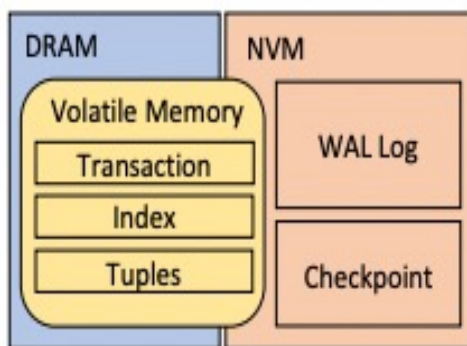 DRAM
NVM
Volatile Memory
Transaction
Index
Tuples
WAL Log
Checkpoint